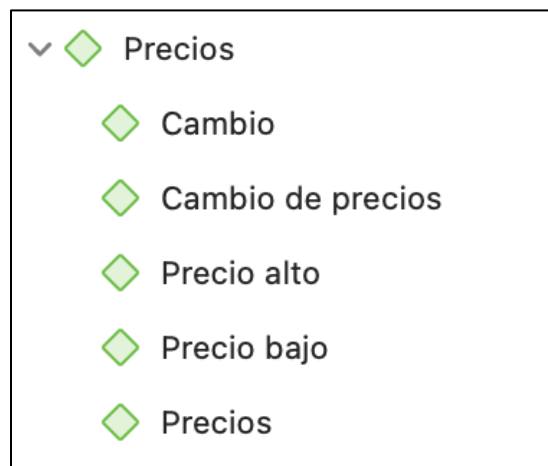 Precios
Cambio
Cambio de precios
Precio alto
Precio bajo
Precios